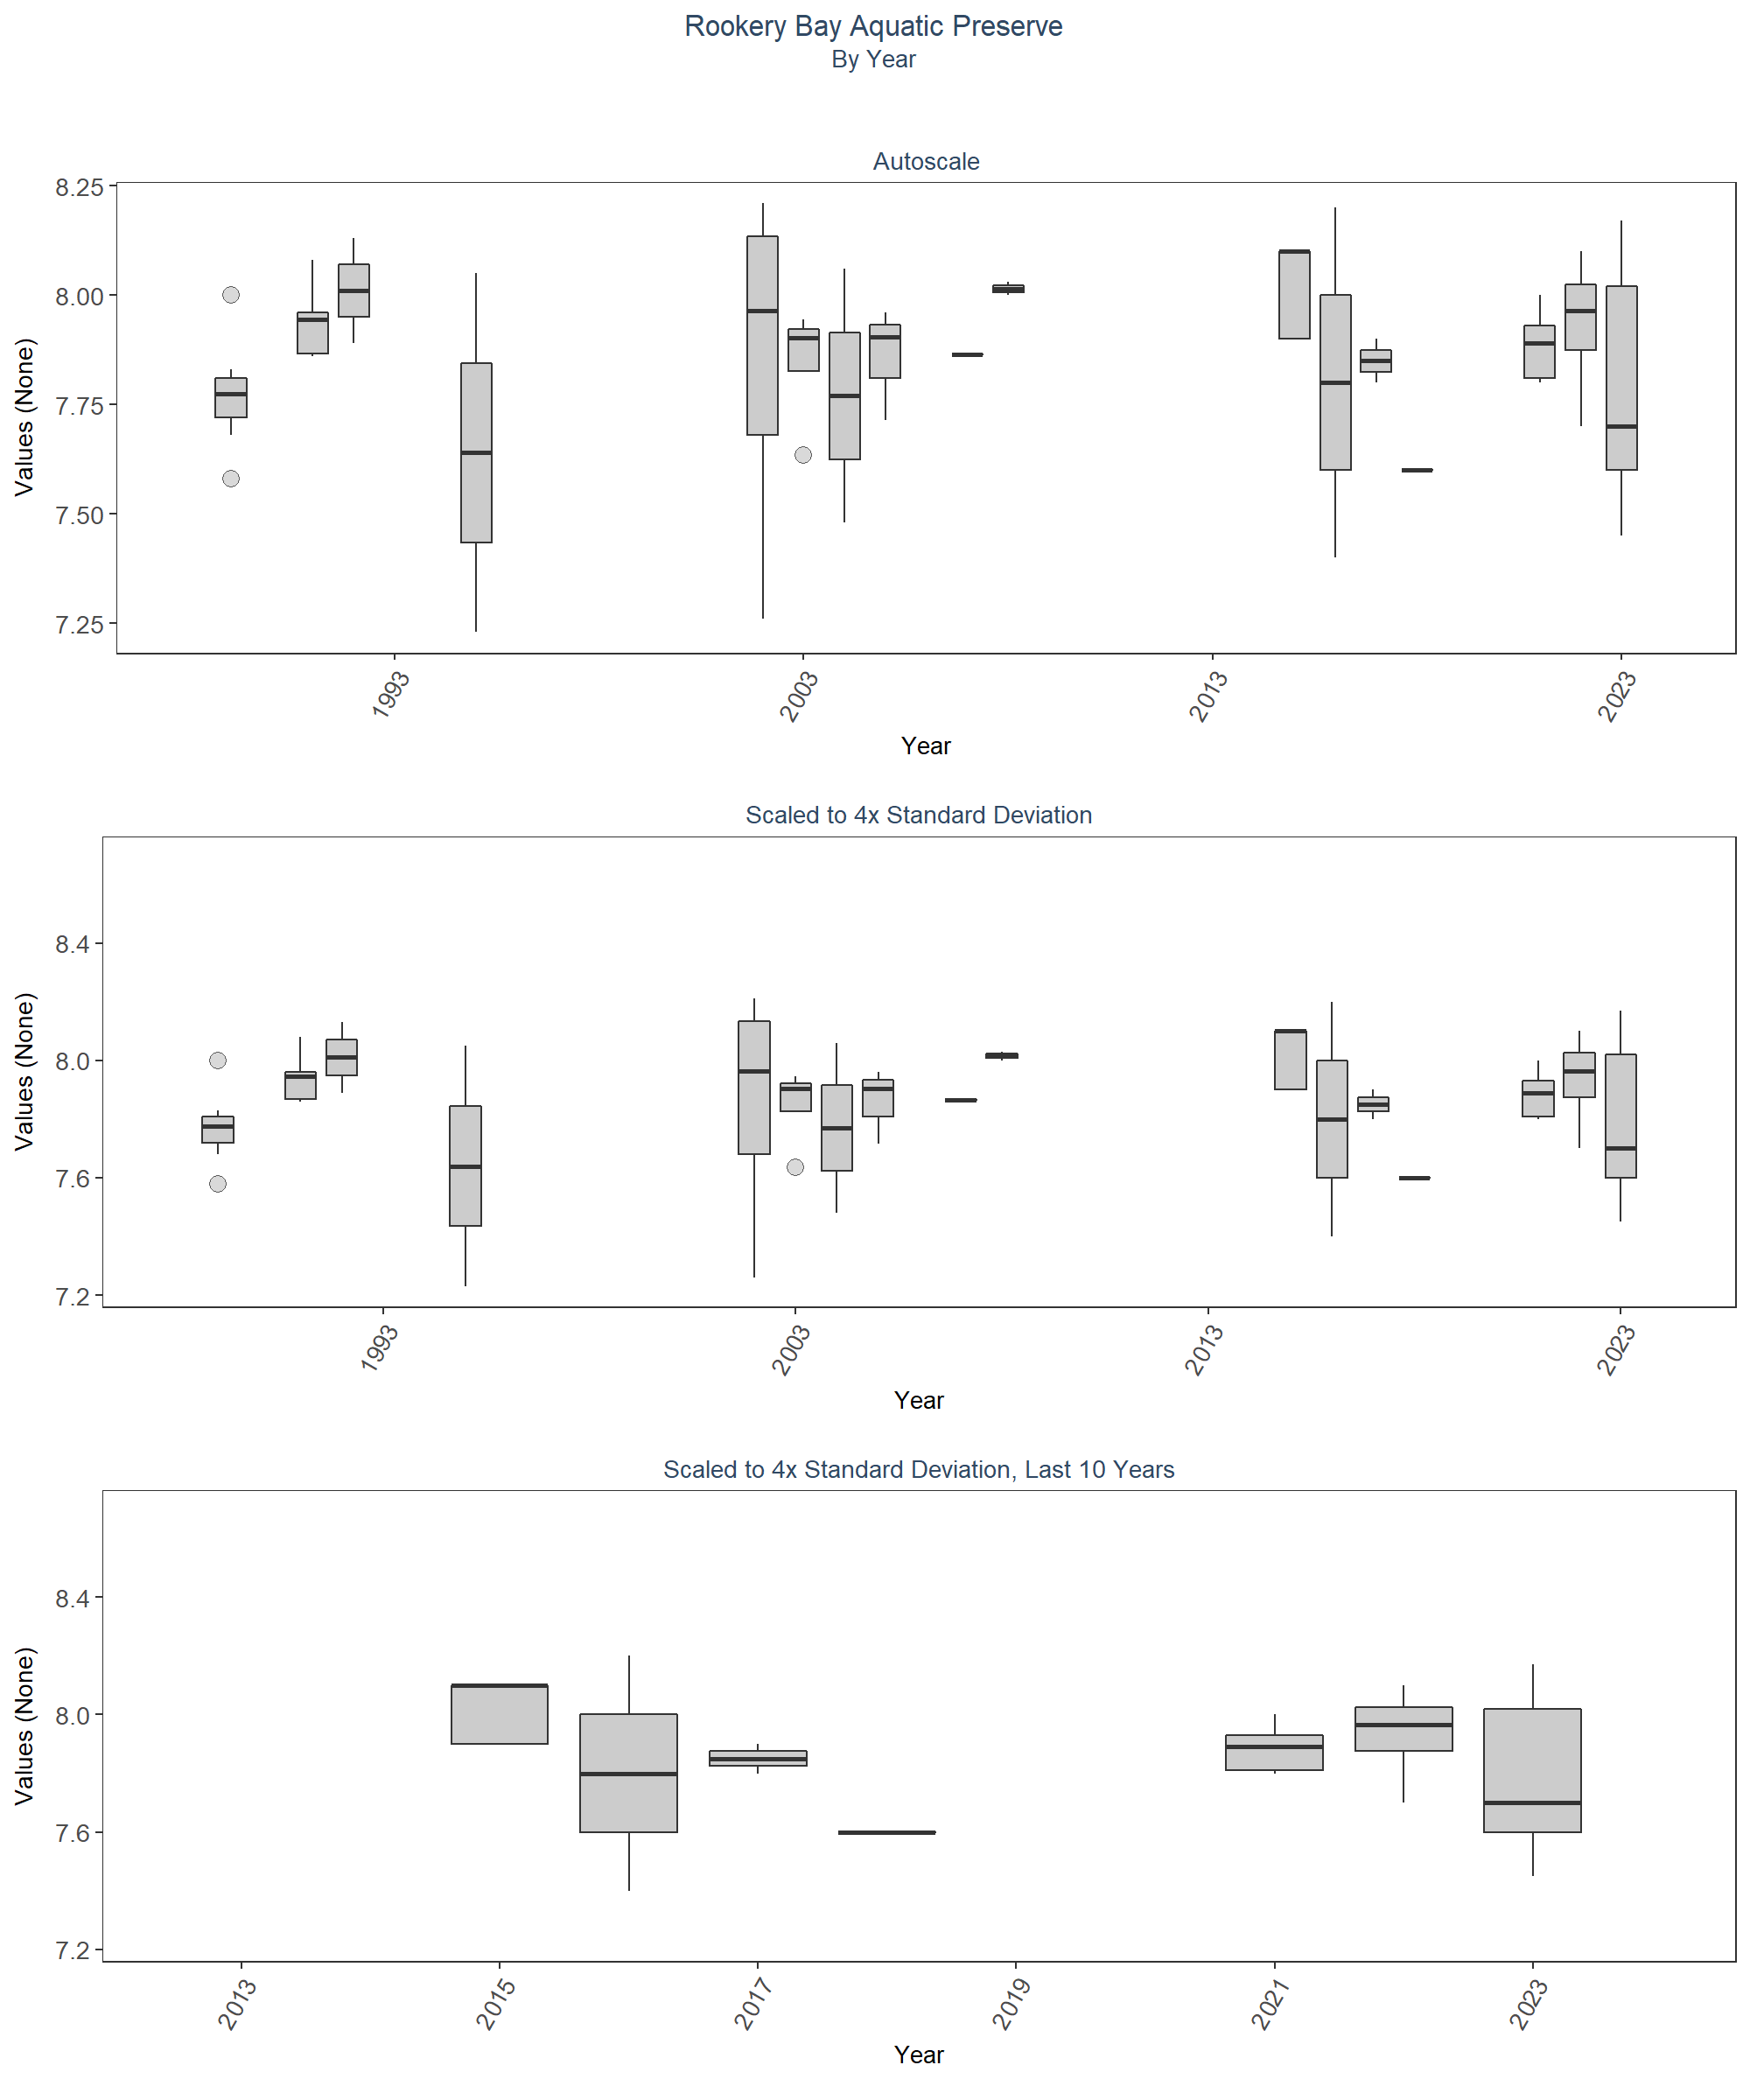 Rookery Bay Aquatic Preserve
By Year
Autoscale
8.25
8.00
7.75
7.50
7.25
Values (None)
1993
2003
2013
2023
Year
Scaled to 4x Standard Deviation
8.4
8.0
7.6
7.2
Values (None)
1993
2003
2013
2023
Year
Scaled to 4x Standard Deviation, Last 10 Years
8.4
8.0
7.6
7.2
Values (None)
2013
2015
2017
2019
2021
2023
Year